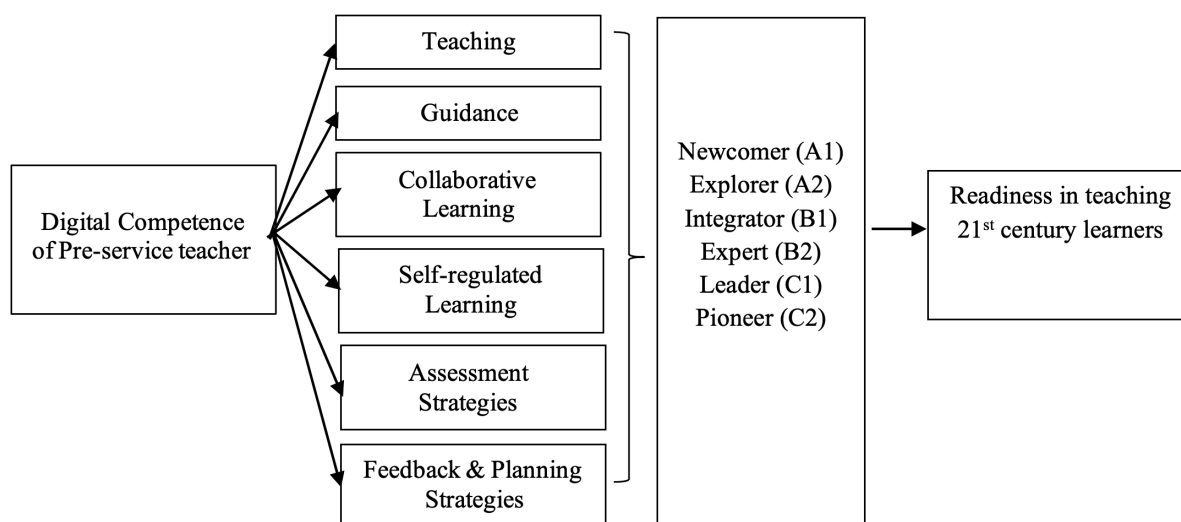 Digital Competence
of Pre-service teacher
Teaching
Guidance
Collaborative
Learning
Self-regulated
Learning
Assessment
Strategies
Feedback & Planning
Strategies
Newcomer (A1)
Explorer (A2)
Integrator (B1)
Expert (B2)
Leader (C1)
Pioneer (C2)
Readiness in teaching
21st century learners